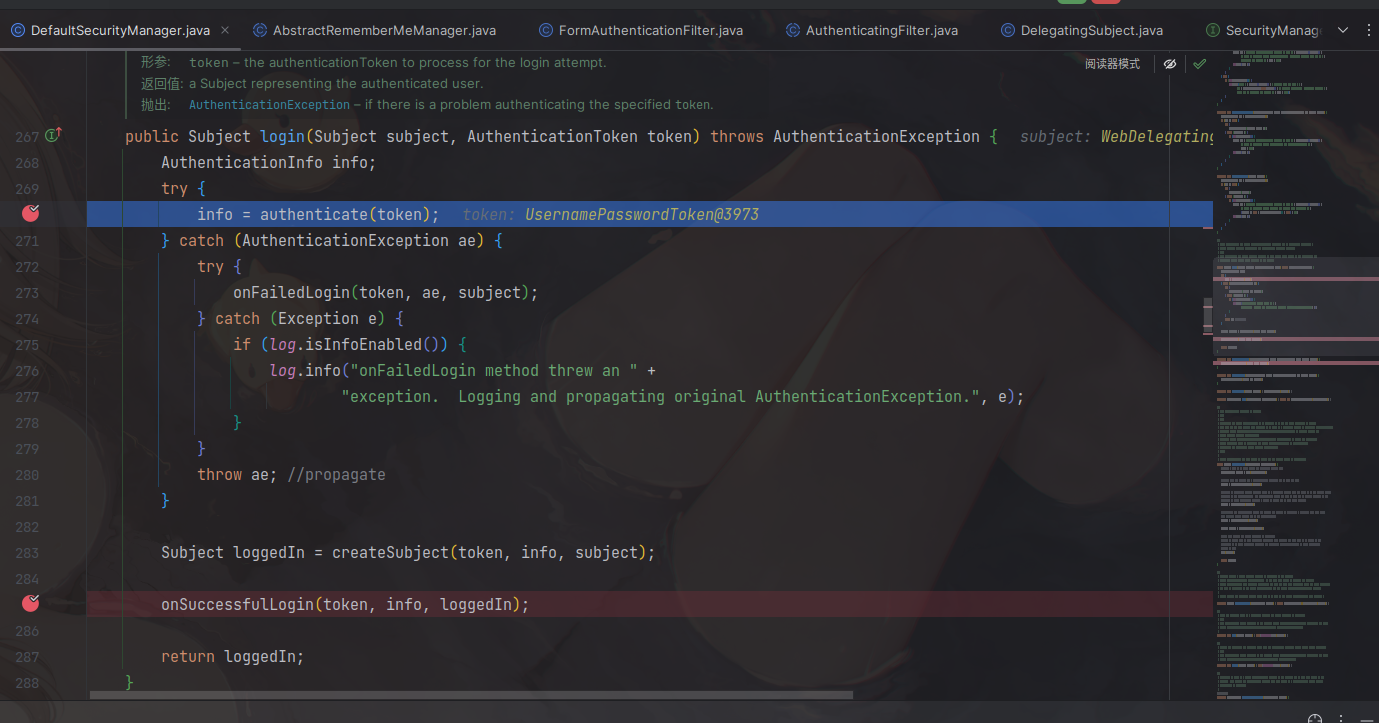 DefaultSecurityManager.java
AbstractRememberMeManager.java
FormAuthenticationFilter.java
AuthenticatingFilter.java
DelegatingSubject.java
SecurityManag
形参: token – the authenticationToken to process for the login attempt.
阅读器模式
返回值: a Subject representing the authenticated user.
抛出: AuthenticationException – if there is a problem authenticating the specified token.
267 public Subject login(Subject subject, AuthenticationToken token) throws AuthenticationException { subject: WebDelegating
268 AuthenticationInfo info;
269 try {
info = authenticate(token); token: UsernamePasswordToken@3973
271 } catch (AuthenticationException ae) {
272 try {
273 onFailedLogin(token, ae, subject);
274 } catch (Exception e) {
275 if (log.isInfoEnabled()) {
276 log.info("onFailedLogin method threw an " +
277 "exception.  Logging and propagating original AuthenticationException.", e);
278 }
279 }
280 throw ae; //propagate
281 }
282
283 Subject loggedIn = createSubject(token, info, subject);
284
onSuccessfulLogin(token, info, loggedIn);
286
287 return loggedIn;
288 }